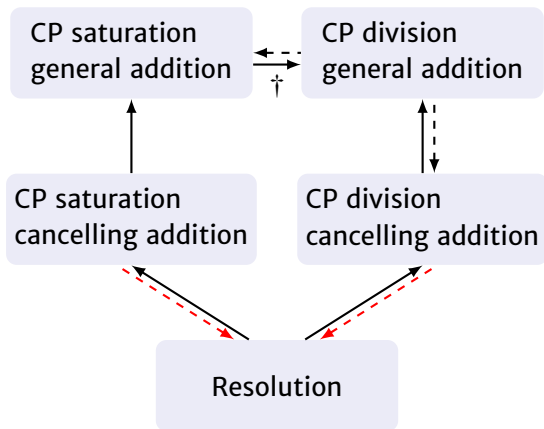 CP saturation
general addition
CP division
general addition
†
CP saturation
cancelling addition
CP division
cancelling addition
Resolution